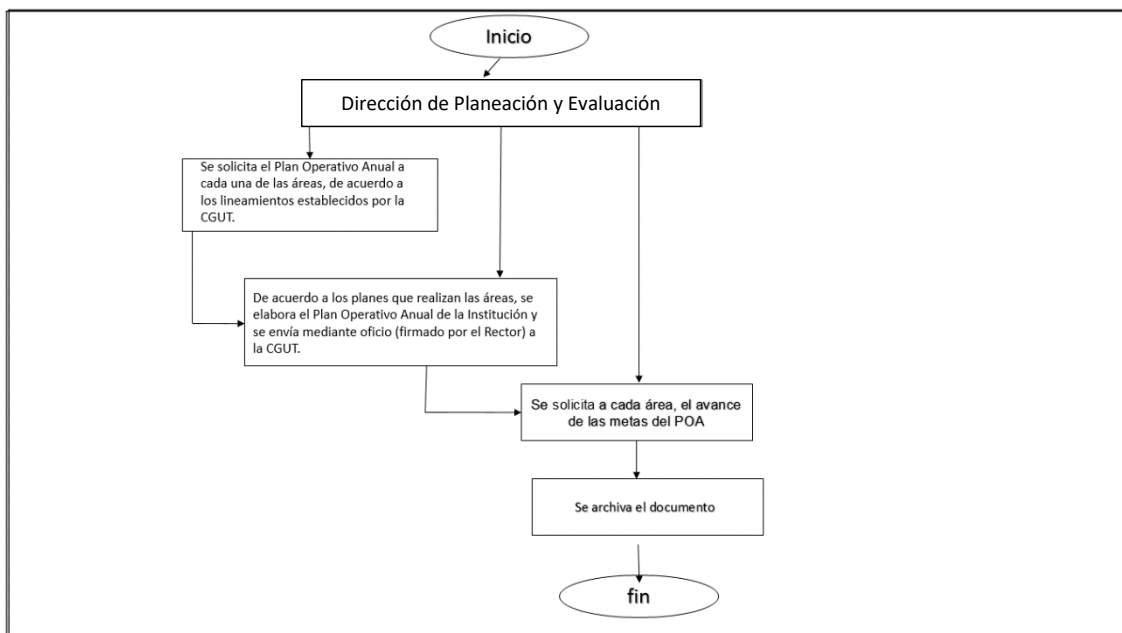 Inicio
Dirección de Planeación y Evaluación
Se solicita el Plan Operativo Anual a
cada una de las áreas, de acuerdo a
los lineamientos establecidos por la
CGUT.
De acuerdo a los planes que realizan las áreas, se
elabora el Plan Operativo Anual de la Institución y
se envía mediante oficio (firmado por el Rector) a
la CGUT.
Se solicita a cada área, el avance
de las metas del POA
Se archiva el documento
fin